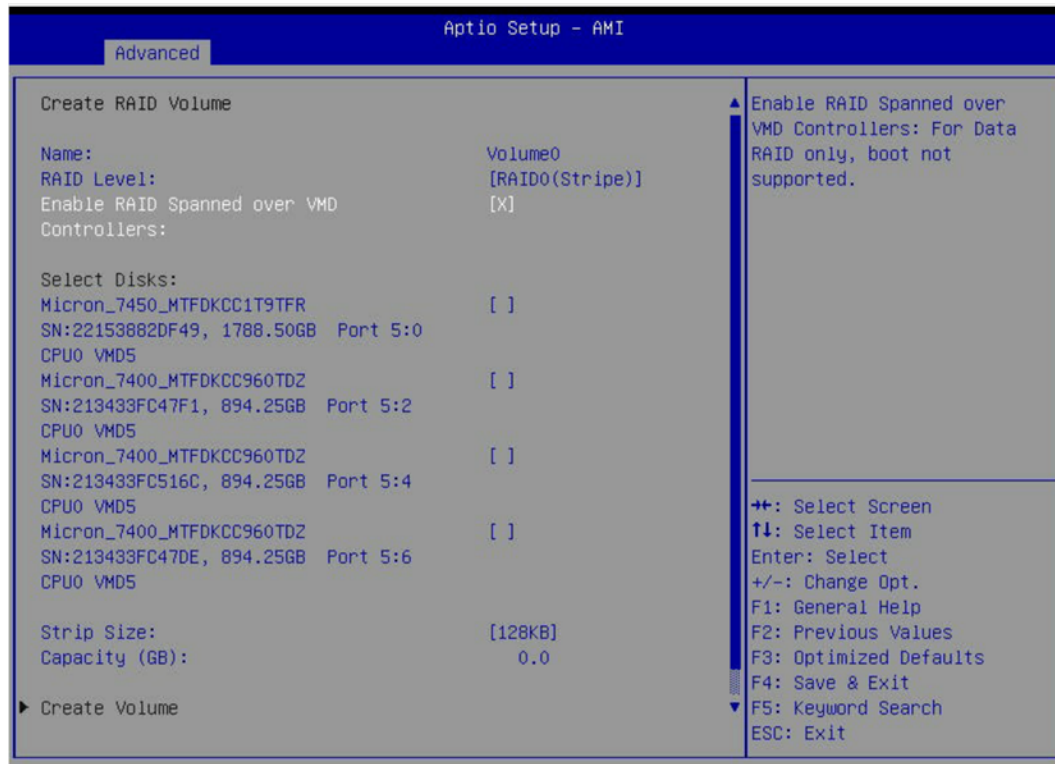 Aptio Setup - AMI
Advanced
Create RAID Volume
Name: Volume0
RAID Level: [RAID0(Stripe)]
Enable RAID Spanned over VMD [X]
Controllers:
Select Disks:
Micron_7450_MTFDKCC1T9TFR [ ]
SN:22153882DF49, 1788.50GB Port 5:0
CPU0 VMD5
Micron_7400_MTFDKCC960TDZ [ ]
SN:213433FC47F1, 894.25GB Port 5:2
CPU0 VMD5
Micron_7400_MTFDKCC960TDZ [ ]
SN:213433FC516C, 894.25GB Port 5:4
CPU0 VMD5
Micron_7400_MTFDKCC960TDZ [ ]
SN:213433FC47DE, 894.25GB Port 5:6
CPU0 VMD5
Strip Size: [128KB]
Capacity (GB): 0.0
Create Volume
Enable RAID Spanned over
VMD Controllers: For Data
RAID only, boot not
supported.
→←: Select Screen
↑↓: Select Item
Enter: Select
+/-: Change Opt.
F1: General Help
F2: Previous Values
F3: Optimized Defaults
F4: Save & Exit
F5: Keyword Search
ESC: Exit